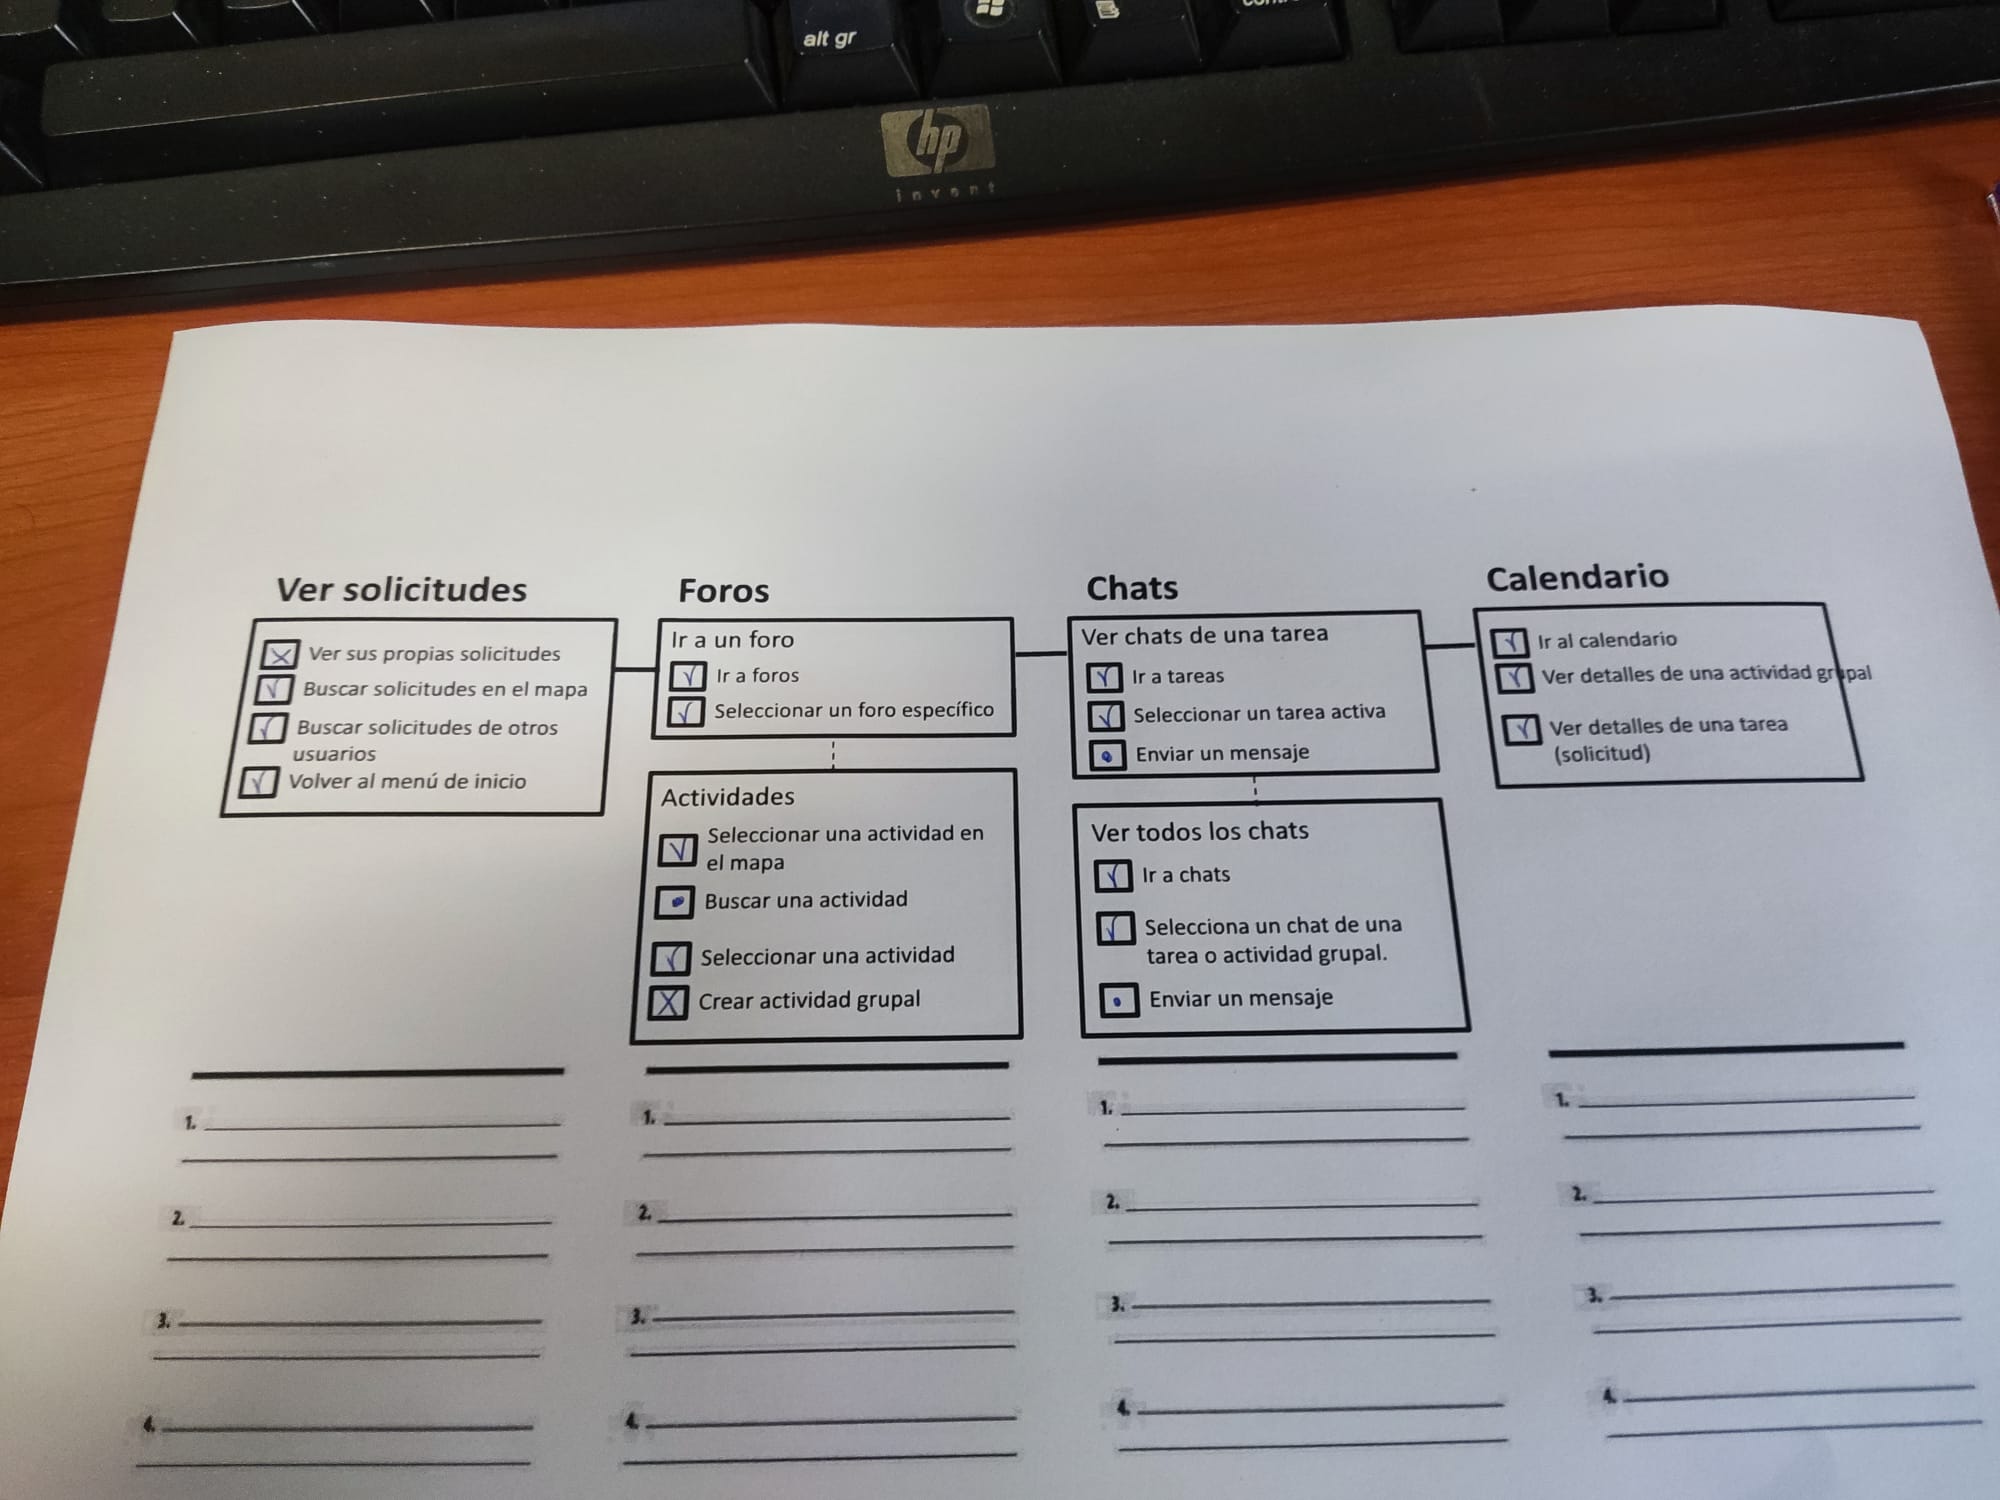 alt gr
hp
invent
Ver solicitudes
Ver sus propias solicitudes
Buscar solicitudes en el mapa
Buscar solicitudes de otros
usuarios
Volver al menú de inicio
Foros
Ir a un foro
Ir a foros
Seleccionar un foro específico
Actividades
Seleccionar una actividad en
el mapa
Buscar una actividad
Seleccionar una actividad
Crear actividad grupal
Chats
Ver chats de una tarea
Ir a tareas
Seleccionar un tarea activa
Enviar un mensaje
Ver todos los chats
Ir a chats
Selecciona un chat de una
tarea o actividad grupal.
Enviar un mensaje
Calendario
Ir al calendario
Ver detalles de una actividad grupal
Ver detalles de una tarea
(solicitud)
1.
2.
3.
4.
1.
2.
3.
4.
1.
2.
3.
4.
1.
2.
3.
4.